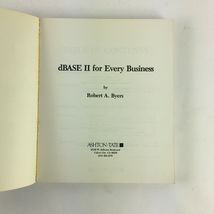 dBASE II for Every Business
by
Robert A. Byers
ASHTON-TATE